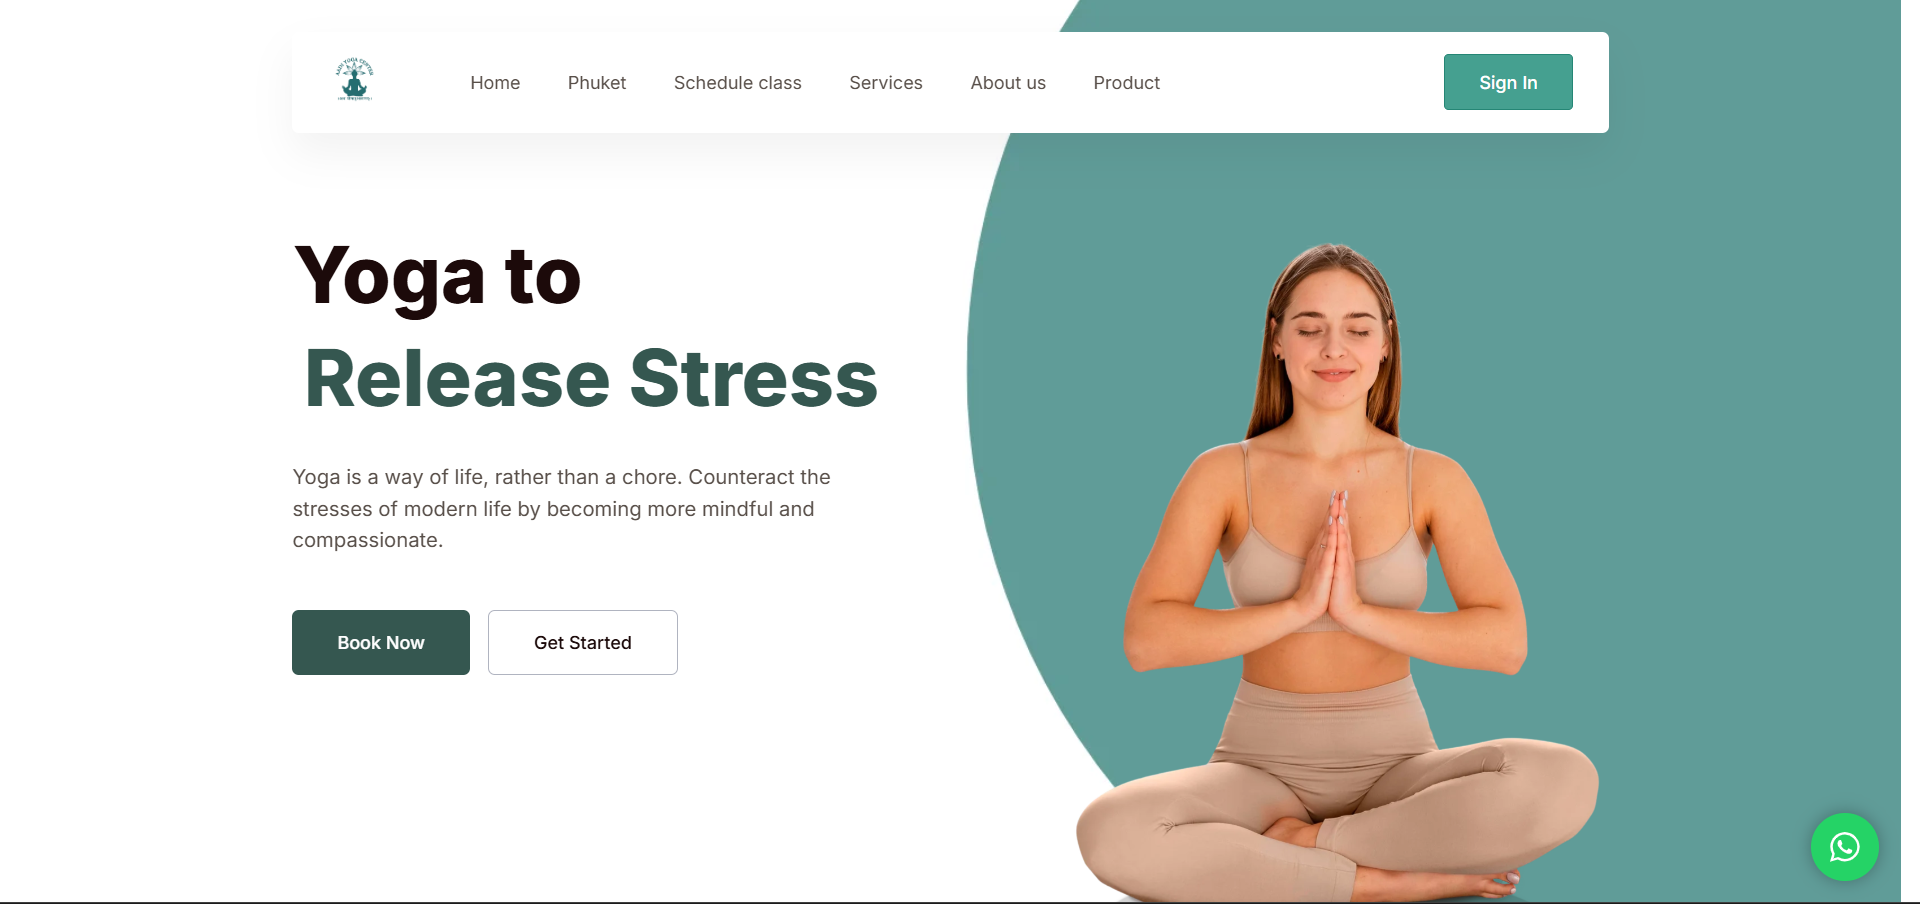 YOGA CENTER
Home
Phuket
Schedule class
Services
About us
Product
Sign In
Yoga to
Release Stress
Yoga is a way of life, rather than a chore. Counteract the
stresses of modern life by becoming more mindful and
compassionate.
Book Now
Get Started